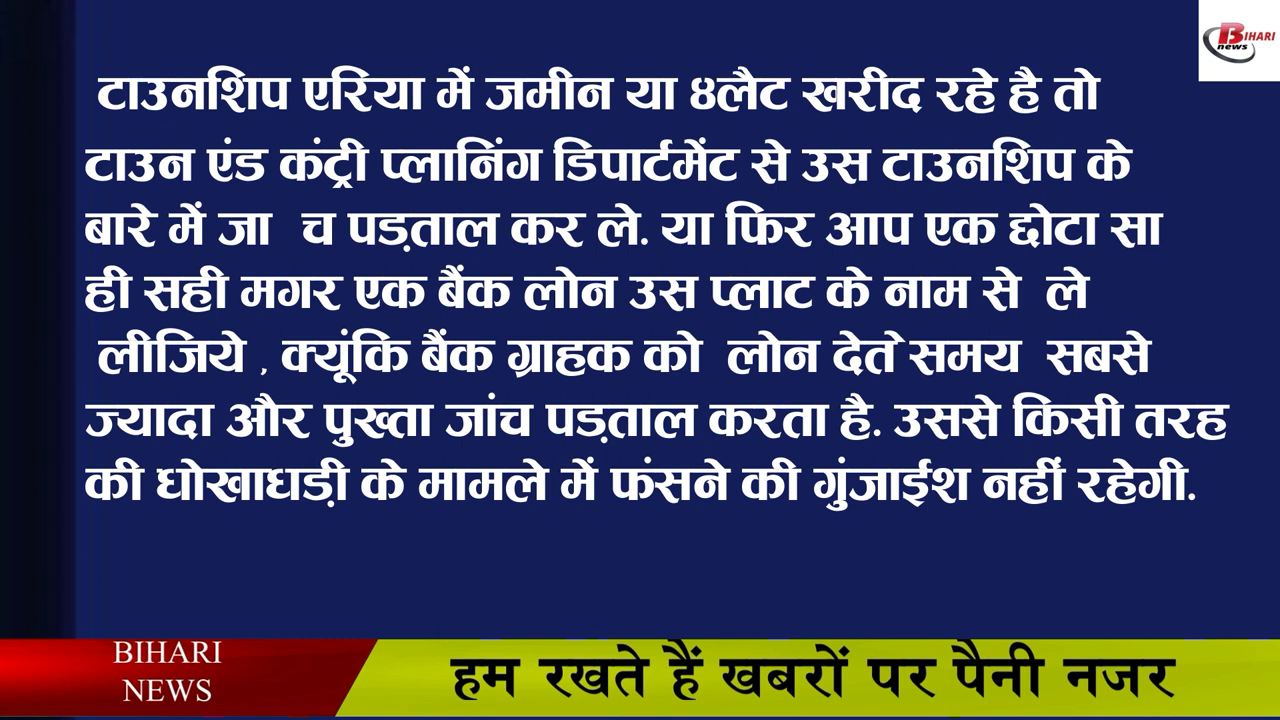 BIHARI
news
टाउनशिप एरिया में जमीन या ४लैट खरीद रहे है तो
टाउन एंड कंट्री प्लानिंग डिपार्टमेंट से उस टाउनशिप के
बारे में जा च पड़ताल कर ले. या फिर आप एक छोटा सा
ही सही मगर एक बैंक लोन उस प्लाट के नाम से ले
लीजिये , क्यूंकि बैंक ग्राहक को लोन देते समय सबसे
ज्यादा और पुख्ता जांच पड़ताल करता है. उससे किसी तरह
की धोखाधड़ी के मामले में फंसने की गुंजाईश नहीं रहेगी.
BIHARI
NEWS
हम रखते हैं खबरों पर पैनी नजर